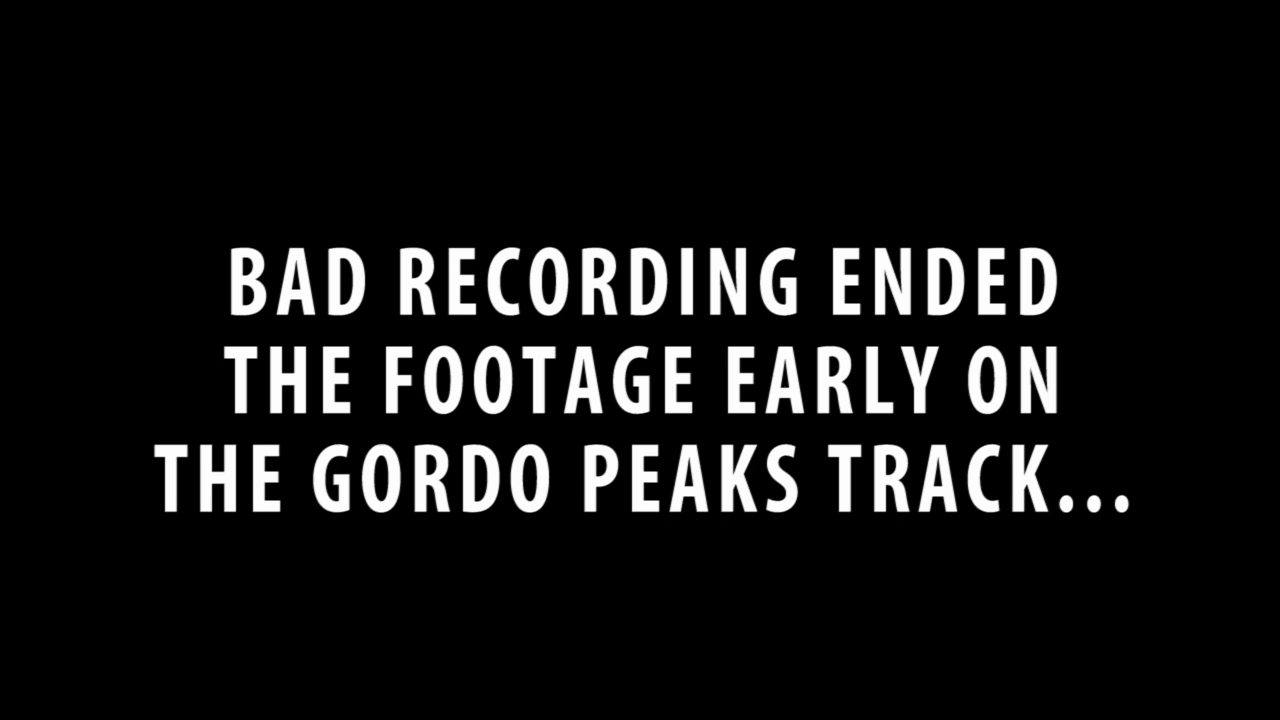 BAD RECORDING ENDED
THE FOOTAGE EARLY ON
THE GORDO PEAKS TRACK...